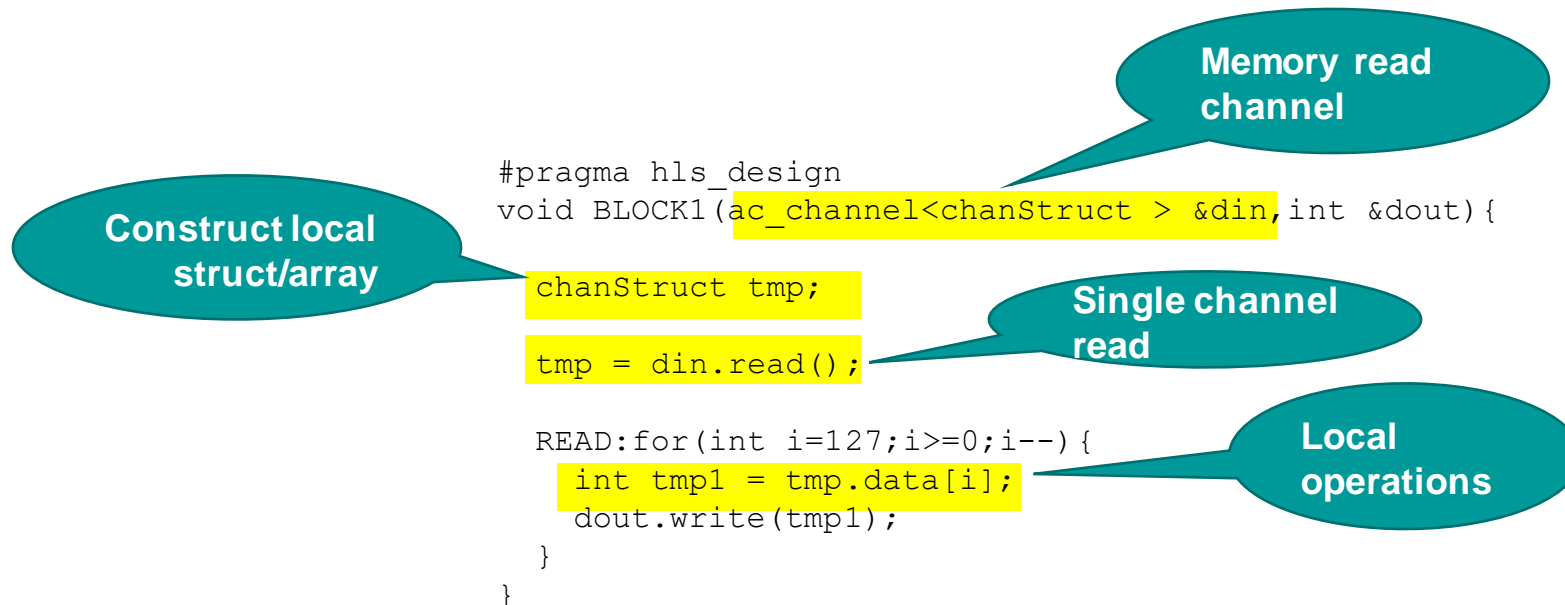 Memory read
channel
#pragma hls_design
void BLOCK1(ac_channel<chanStruct > &din,int &dout){
Construct local
struct/array
chanStruct tmp;
Single channel
read
tmp = din.read();
READ:for(int i=127;i>=0;i--){
Local
operations
int tmp1 = tmp.data[i];
dout.write(tmp1);
}
}